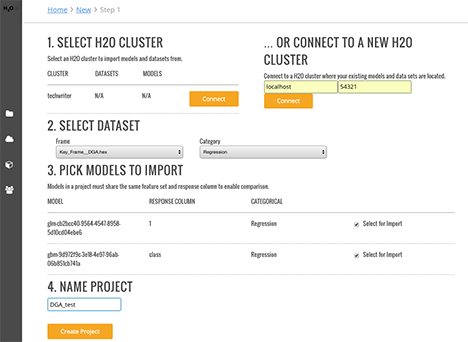 H2O
Home > New > Step 1
1. SELECT H2O CLUSTER
Select an H2O cluster to import models and datasets from.
CLUSTER DATASETS MODELS
techwriter N/A N/A Connect
... OR CONNECT TO A NEW H2O
CLUSTER
Connect to a H2O cluster where your existing models and data sets are located.
localhost 54321
Connect
2. SELECT DATASET
Frame Category
Key_Frame__DGA.hex Regression
3. PICK MODELS TO IMPORT
Models in a project must share the same feature set and response column to enable comparison.
MODEL RESPONSE COLUMN CATEGORICAL
glm-cb2bcc40-9564-4547-8958- 1 Regression Select for Import
5d10cd04ebe6
gbm-9d972f9c-3e18-4e97-96ab- class Regression Select for Import
06b851cb741a
4. NAME PROJECT
DGA_test
Create Project